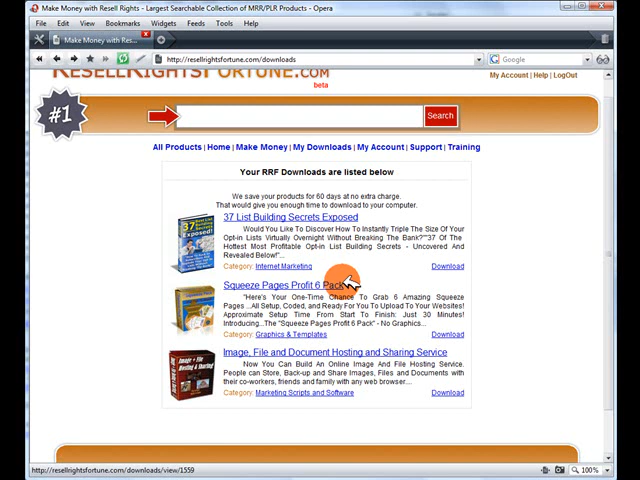 Make Money with Resell Rights - Largest Searchable Collection of MRR/PLR Products - Opera
File Edit View Bookmarks Widgets Feeds Tools Help
Make Money with Res...
http://resellrightsfortune.com/downloads
Google
RESELLRIGHTSFORTUNE.COM
beta
My Account | Help | LogOut
#1
Search
All Products | Home | Make Money | My Downloads | My Account | Support | Training
Your RRF Downloads are listed below
We save your products for 60 days at no extra charge.
That would give you enough time to download to your computer.
37 List Building Secrets Exposed
Would You Like To Discover How To Instantly Triple The Size Of Your
Opt-in Lists Virtually Overnight Without Breaking The Bank?""37 Of The
Hottest Most Profitable Opt-In List Building Secrets - Uncovered And
Revealed Below!"...
Category: Internet Marketing
Download
Squeeze Pages Profit 6 Pack
"Here's Your One-Time Chance To Grab 6 Amazing Squeeze
Pages ...All Setup, Coded, and Ready For You To Upload To Your Websites!
Approximate Setup Time From Start To Finish: Just 30 Minutes!
Introducing...The "Squeeze Pages Profit 6 Pack" - No Graphics...
Category: Graphics & Templates
Download
Image, File and Document Hosting and Sharing Service
Now You Can Build An Online Image And File Hosting Service.
People can Store, Back-up and Share Images, Files and Documents with
their co-workers, friends and family with any web browser....
Category: Marketing Scripts and Software
Download
http://resellrightsfortune.com/downloads/view/1559
100%